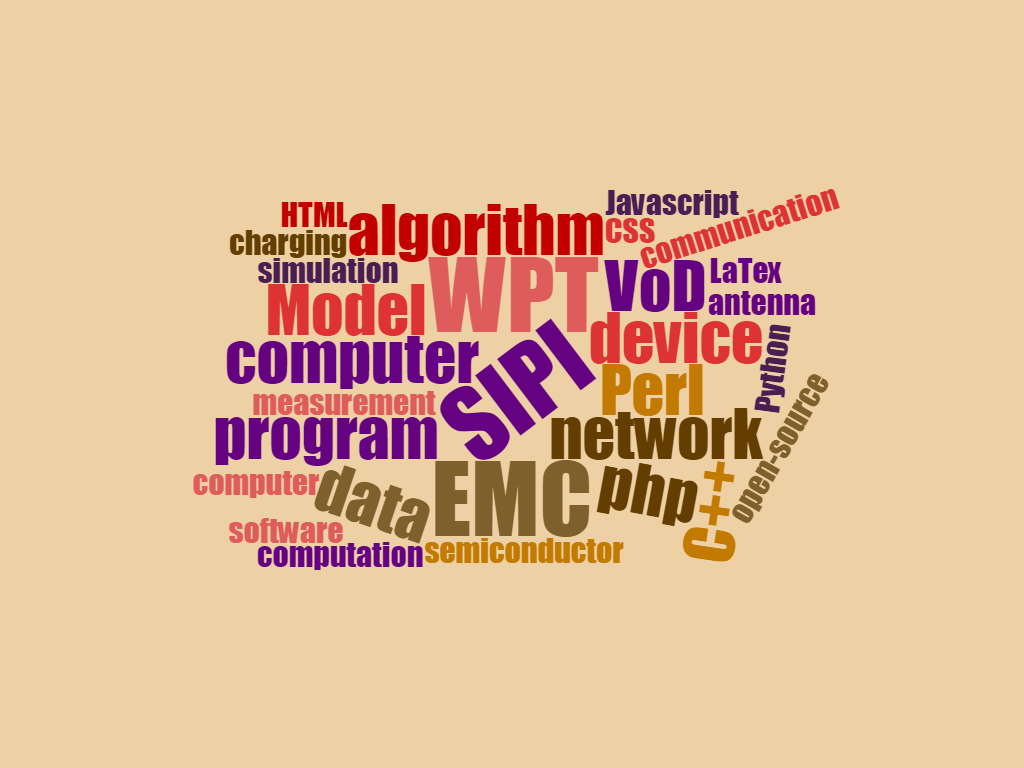 HTML
algorithm
Javascript
communication
css
charging
simulation
WPT
VoD
LaTex
Model
antenna
device
computer
SIPI
Python
Perl
measurement
program
network
open-source
computer
data
EMC
php
C++
software
computation
semiconductor